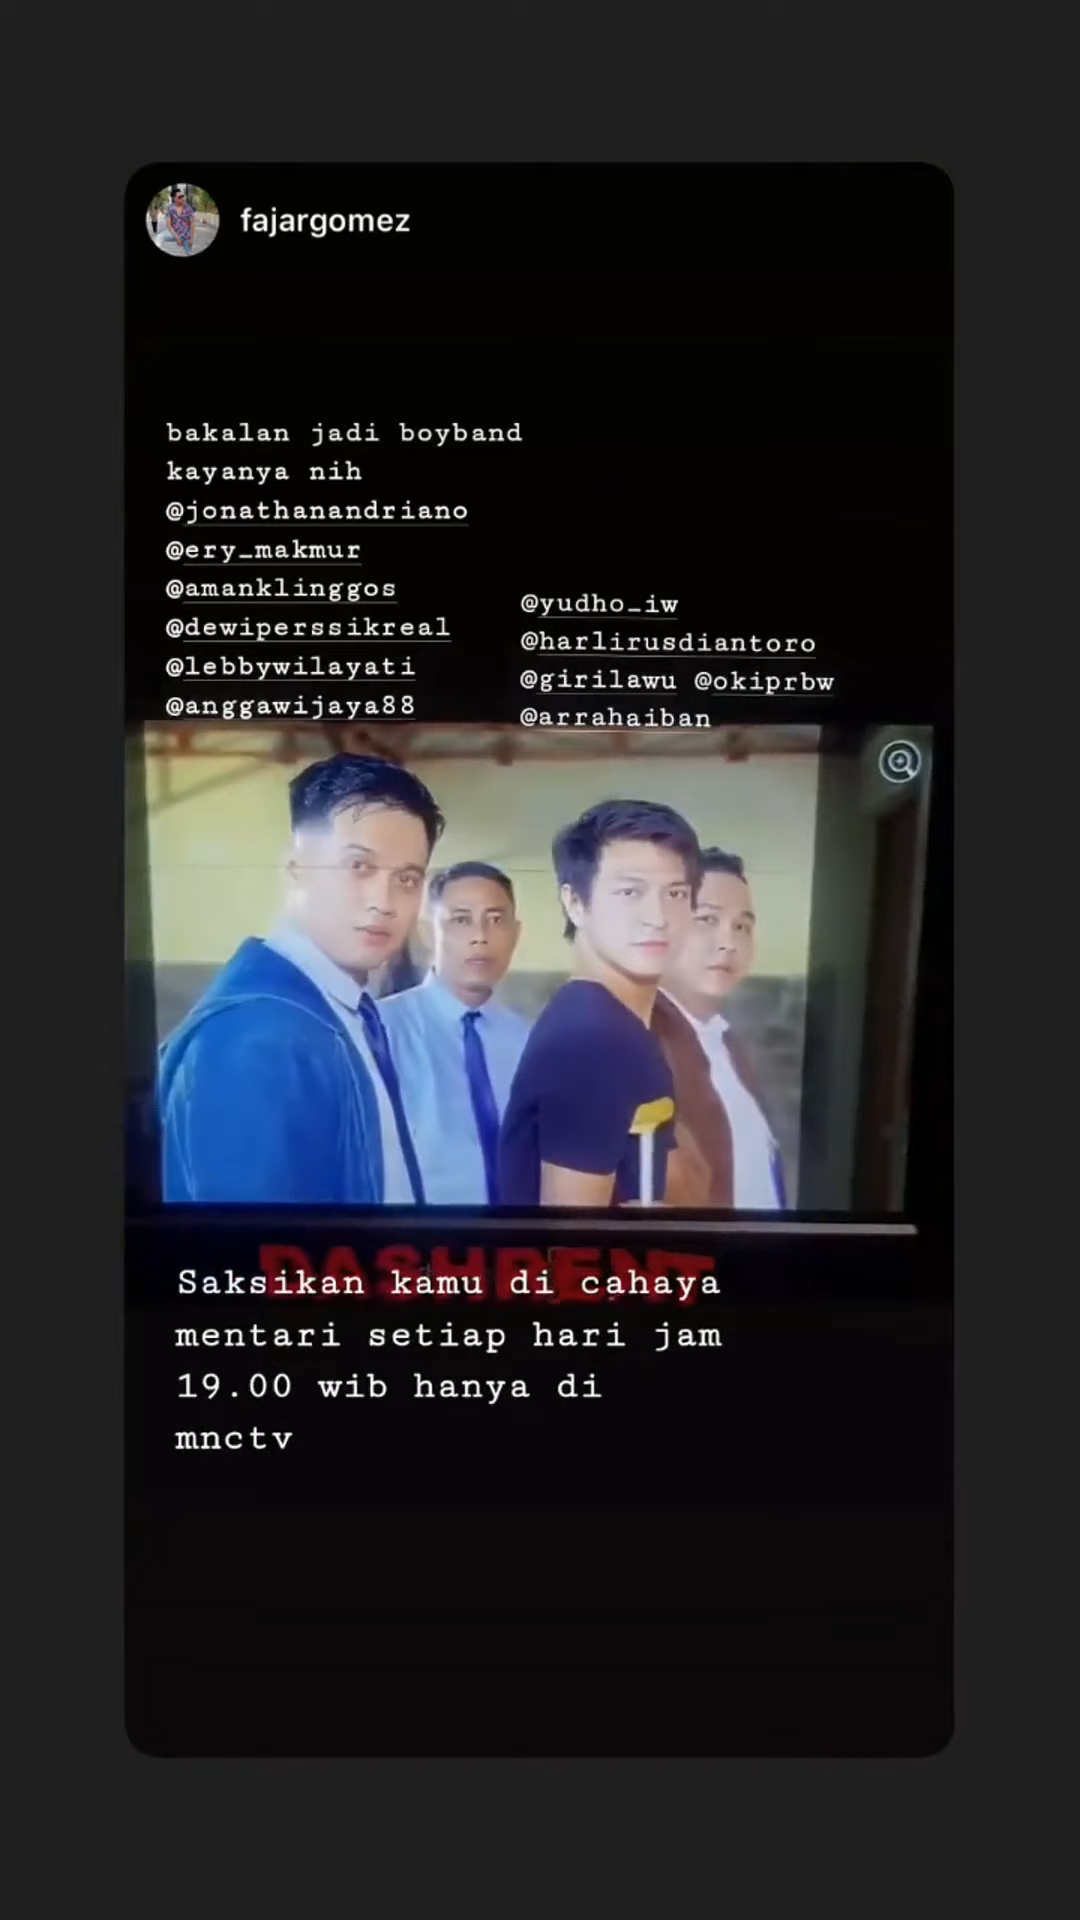 fajargomez
bakalan jadi boyband
kayanya nih
@jonathanandriano
@ery_makmur
@amanklinggos
@dewiperssikreal
@lebbywilayati
@anggawijaya88
@yudho_iw
@harlirusdiantoro
@girilawu @okiprbw
@arrahaiban
Saksikan kamu di cahaya
mentari setiap hari jam
19.00 wib hanya di
mnctv